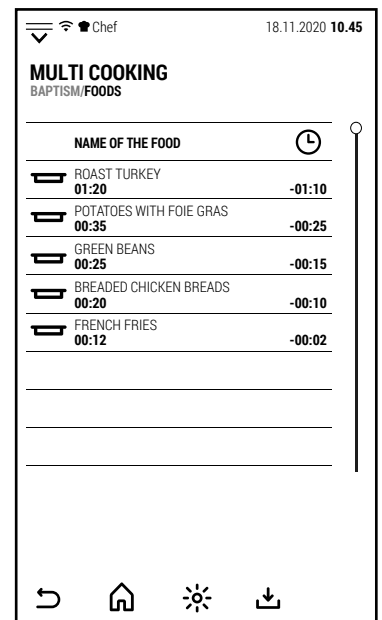 Chef 18.11.2020 10.45
MULTI COOKING
BAPTISM/FOODS
NAME OF THE FOOD
ROAST TURKEY
01:20 -01:10
POTATOES WITH FOIE GRAS
00:35 -00:25
GREEN BEANS
00:25 -00:15
BREADED CHICKEN BREADS
00:20 -00:10
FRENCH FRIES
00:12 -00:02